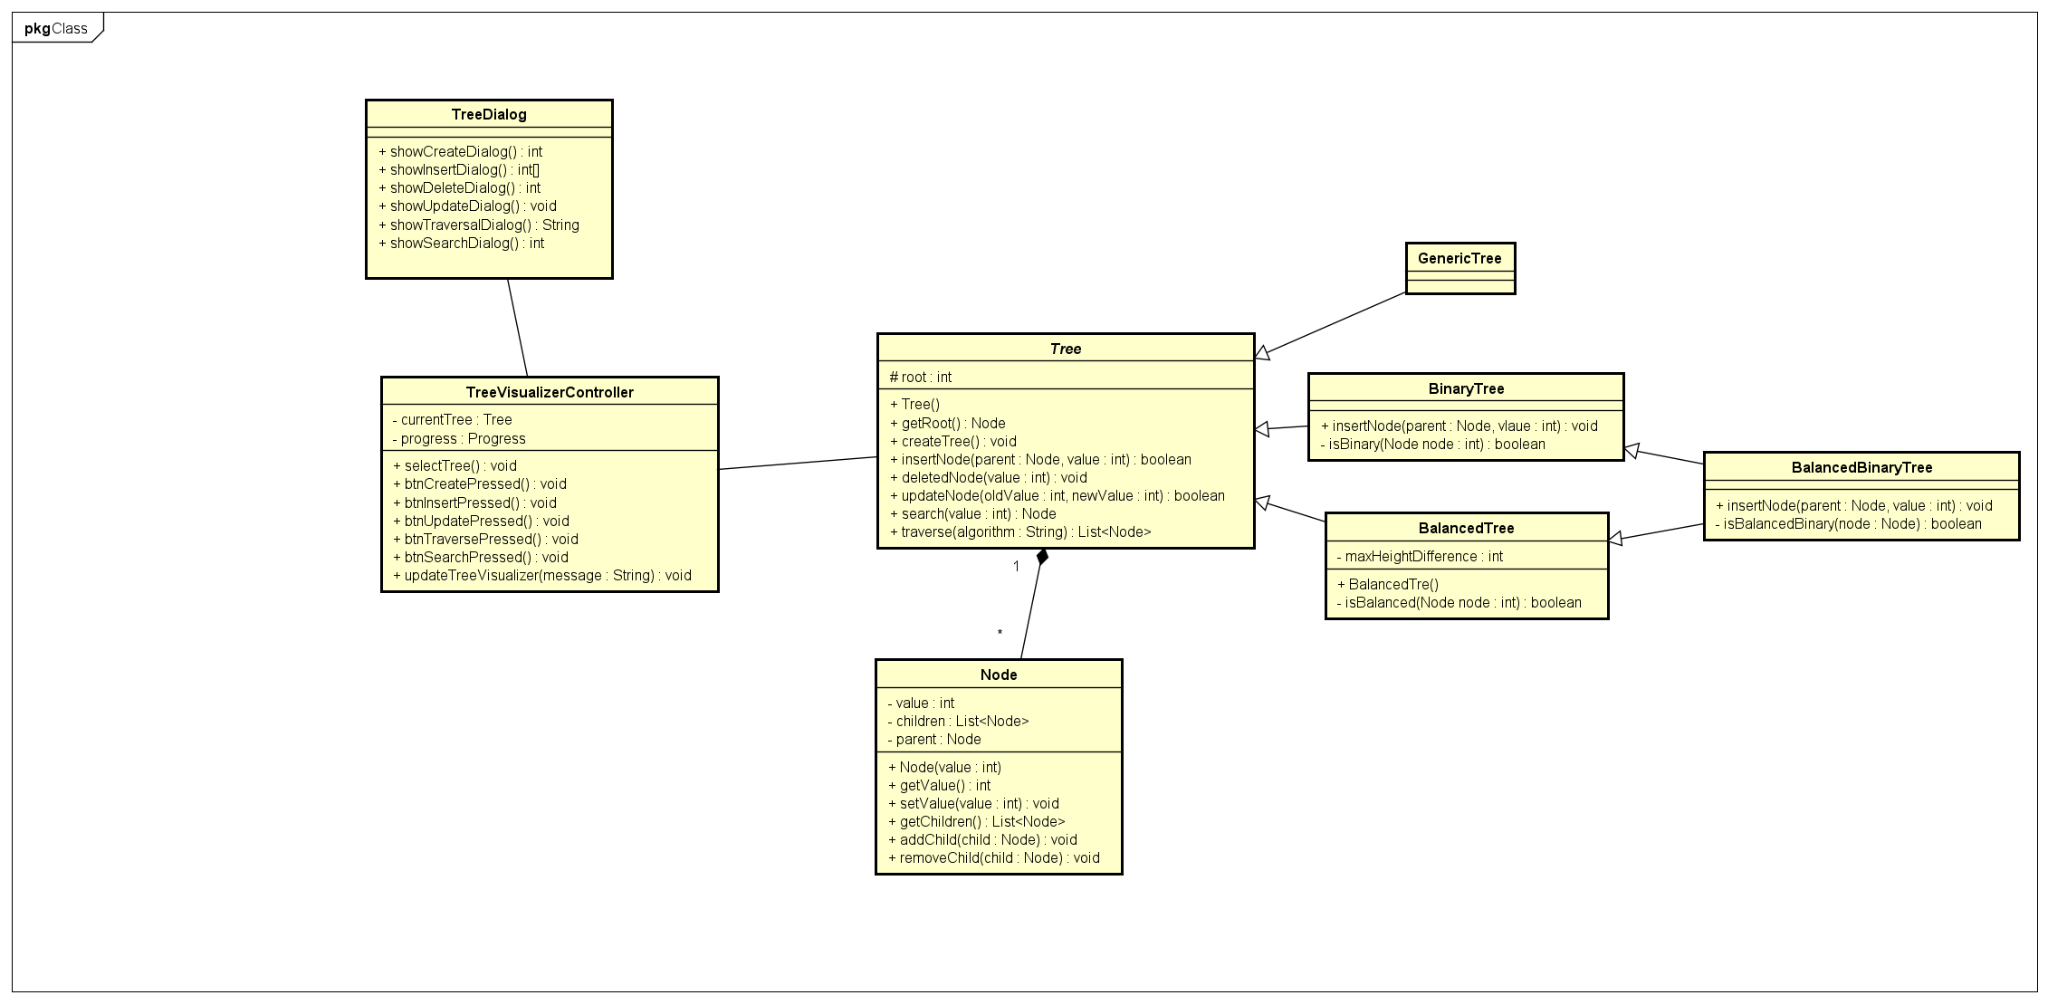 pkg Class
TreeDialog
+ showCreateDialog() : int
+ showInsertDialog() : int[]
+ showDeleteDialog() : int
+ showUpdateDialog() : void
+ showTraversalDialog() : String
+ showSearchDialog() : int
TreeVisualizerController
- currentTree : Tree
- progress : Progress
+ selectTree() : void
+ btnCreatePressed() : void
+ btnInsertPressed() : void
+ btnUpdatePressed() : void
+ btnTraversePressed() : void
+ btnSearchPressed() : void
+ updateTreeVisualizer(message : String) : void
Tree
# root : int
+ Tree()
+ getRoot() : Node
+ createTree() : void
+ insertNode(parent : Node, value : int) : boolean
+ deletedNode(value : int) : void
+ updateNode(oldValue : int, newValue : int) : boolean
+ search(value : int) : Node
+ traverse(algorithm : String) : List<Node>
1
*
Node
- value : int
- children : List<Node>
- parent : Node
+ Node(value : int)
+ getValue() : int
+ setValue(value : int) : void
+ getChildren() : List<Node>
+ addChild(child : Node) : void
+ removeChild(child : Node) : void
GenericTree
BinaryTree
+ insertNode(parent : Node, vlaue : int) : void
- isBinary(Node node : int) : boolean
BalancedTree
- maxHeightDifference : int
+ BalancedTre()
- isBalanced(Node node : int) : boolean
BalancedBinaryTree
+ insertNode(parent : Node, value : int) : void
- isBalancedBinary(node : Node) : boolean